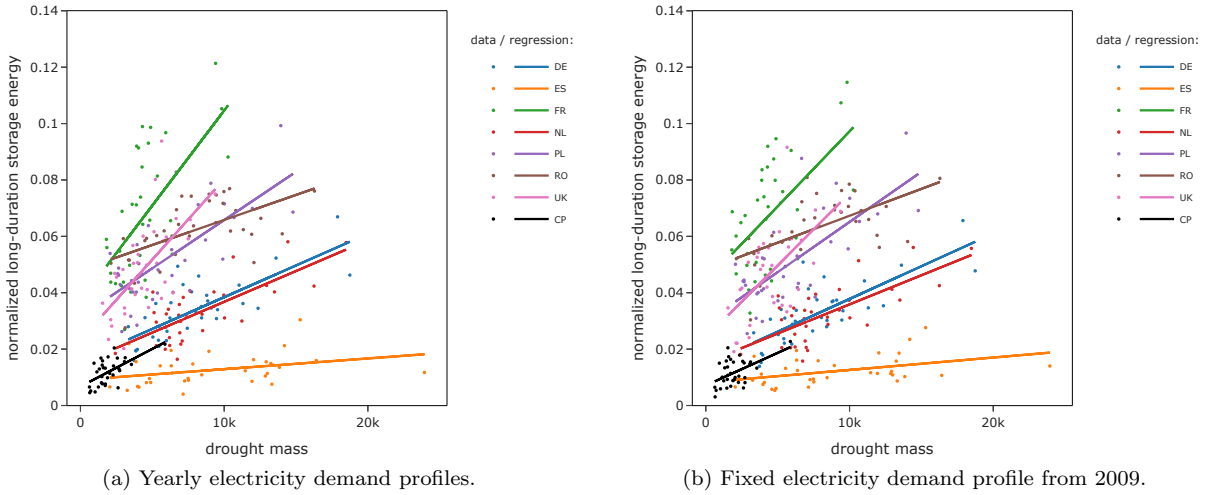 normalized long-duration storage energy
0.14
0.12
0.1
0.08
0.06
0.04
0.02
0
0
10k
20k
drought mass
data / regression:
DE
ES
FR
NL
PL
RO
UK
CP
(a) Yearly electricity demand profiles.
normalized long-duration storage energy
0.14
0.12
0.1
0.08
0.06
0.04
0.02
0
0
10k
20k
drought mass
data / regression:
DE
ES
FR
NL
PL
RO
UK
CP
(b) Fixed electricity demand profile from 2009.